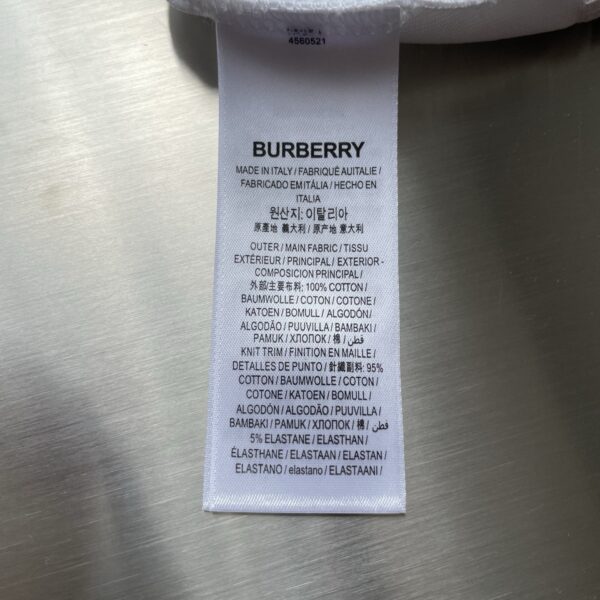 4560521
BURBERRY
MADE IN ITALY / FABRIQUÉ AUITALIE /
FABRICADO EM ITÁLIA / HECHO EN
ITALIA
원산지: 이탈리아
原產地 義大利 / 原产地 意大利
OUTER / MAIN FABRIC / TISSU
EXTÉRIEUR / PRINCIPAL / EXTERIOR -
COMPOSICION PRINCIPAL /
外部/主要布料: 100% COTTON /
BAUMWOLLE / COTON / COTONE /
KATOEN / BOMULL / ALGODÓN /
ALGODÃO / PUUVILLA / BAMBAKI /
PAMUK / ХЛОПОК / 棉 / قطن /
KNIT TRIM / FINITION EN MAILLE /
DETALLES DE PUNTO / 針織副料: 95%
COTTON / BAUMWOLLE / COTON /
COTONE / KATOEN / BOMULL /
ALGODÓN / ALGODÃO / PUUVILLA /
BAMBAKI / PAMUK / ХЛОПОК / 棉 / قطن
5% ELASTANE / ELASTHAN /
ÉLASTHANE / ELASTAAN / ELASTAN /
ELASTANO / elastano / ELASTAANI /